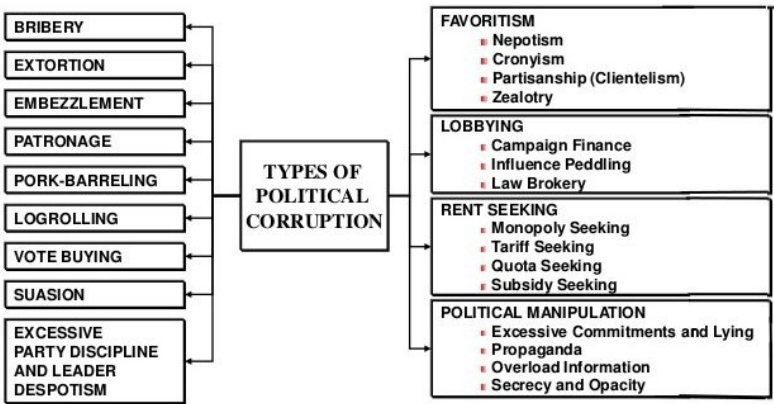 BRIBERY
EXTORTION
EMBEZZLEMENT
PATRONAGE
PORK-BARRELING
LOGROLLING
VOTE BUYING
SUASION
EXCESSIVE
PARTY DISCIPLINE
AND LEADER
DESPOTISM
TYPES OF
POLITICAL
CORRUPTION
FAVORITISM
Nepotism
Cronyism
Partisanship (Clientelism)
Zealotry
LOBBYING
Campaign Finance
Influence Peddling
Law Brokery
RENT SEEKING
Monopoly Seeking
Tariff Seeking
Quota Seeking
Subsidy Seeking
POLITICAL MANIPULATION
Excessive Commitments and Lying
Propaganda
Overload Information
Secrecy and Opacity